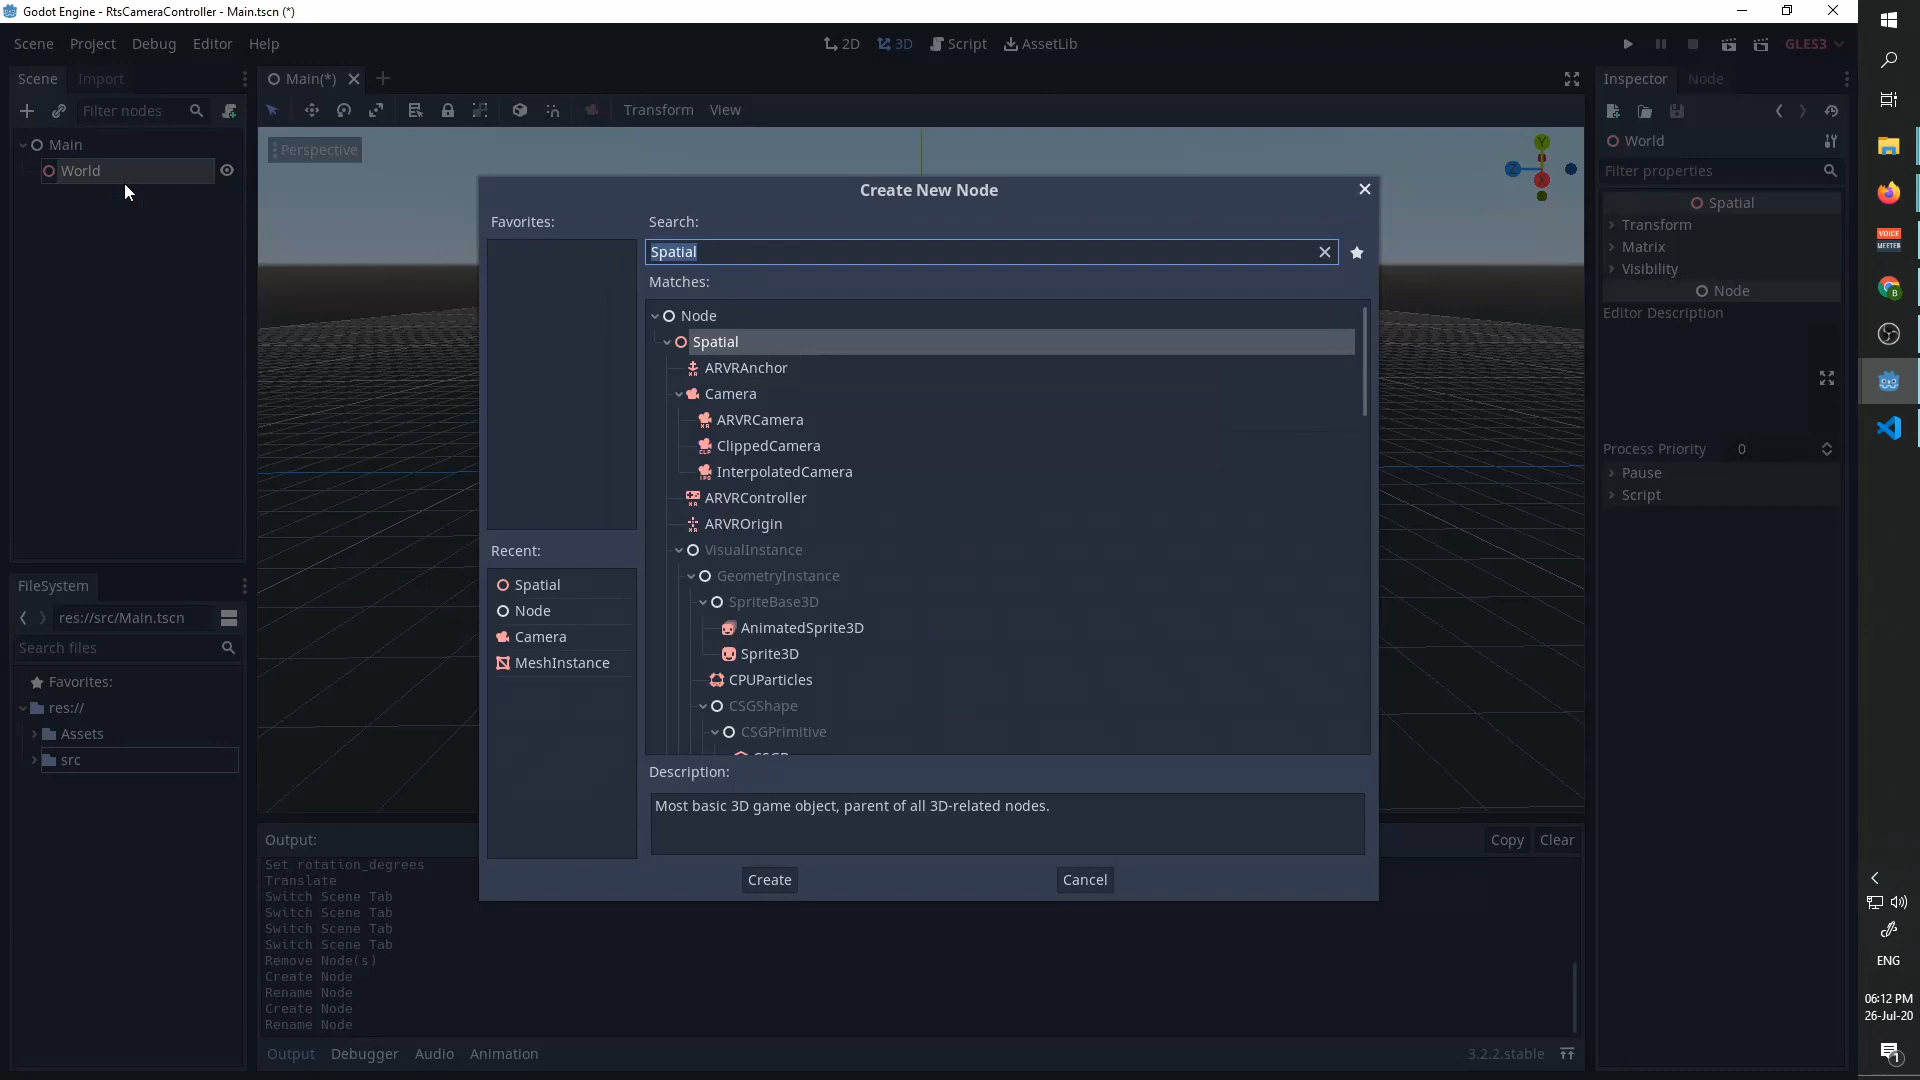 Godot Engine - RtsCameraController - Main.tscn (*)
Scene Project Debug Editor Help
2D 3D Script AssetLib
GLES3
Scene Import
Filter nodes
Main
World
Main(*)
Transform View
Perspective
Y
Z
X
Create New Node
Favorites:
Search:
Spatial
Matches:
Node
Spatial
ARVRAnchor
Camera
ARVRCamera
ClippedCamera
InterpolatedCamera
ARVRController
ARVROrigin
VisualInstance
GeometryInstance
SpriteBase3D
AnimatedSprite3D
Sprite3D
CPUParticles
CSGShape
CSGPrimitive
Recent:
Spatial
Node
Camera
MeshInstance
Description:
Most basic 3D game object, parent of all 3D-related nodes.
Create Cancel
FileSystem
res://src/Main.tscn
Search files
Favorites:
res://
Assets
src
Output:
Copy Clear
Set rotation_degrees
Translate
Switch Scene Tab
Switch Scene Tab
Switch Scene Tab
Switch Scene Tab
Remove Node(s)
Create Node
Rename Node
Create Node
Rename Node
Output Debugger Audio Animation
3.2.2.stable
Inspector Node
World
Filter properties
Spatial
Transform
Matrix
Visibility
Node
Editor Description
Process Priority 0
Pause
Script
VOICE
MEETER
B
ENG
06:12 PM
26-Jul-20
1